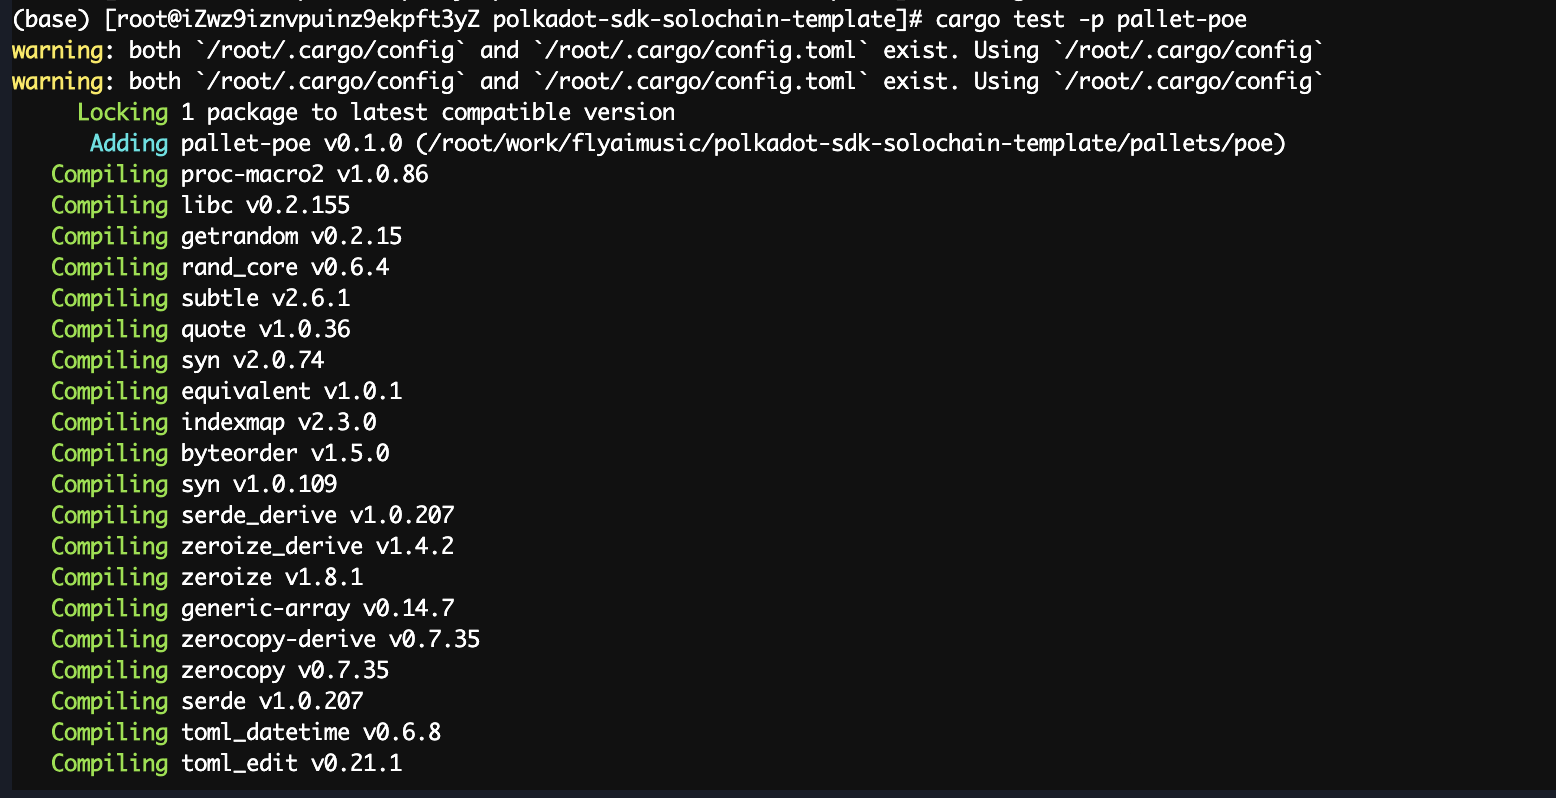 (base) [root@iZwz9iznvpuinz9ekpft3yZ polkadot-sdk-solochain-template]# cargo test -p pallet-poe
warning: both `/root/.cargo/config` and `/root/.cargo/config.toml` exist. Using `/root/.cargo/config`
warning: both `/root/.cargo/config` and `/root/.cargo/config.toml` exist. Using `/root/.cargo/config`
Locking 1 package to latest compatible version
Adding pallet-poe v0.1.0 (/root/work/flyaimusic/polkadot-sdk-solochain-template/pallets/poe)
Compiling proc-macro2 v1.0.86
Compiling libc v0.2.155
Compiling getrandom v0.2.15
Compiling rand_core v0.6.4
Compiling subtle v2.6.1
Compiling quote v1.0.36
Compiling syn v2.0.74
Compiling equivalent v1.0.1
Compiling indexmap v2.3.0
Compiling byteorder v1.5.0
Compiling syn v1.0.109
Compiling serde_derive v1.0.207
Compiling zeroize_derive v1.4.2
Compiling zeroize v1.8.1
Compiling generic-array v0.14.7
Compiling zerocopy-derive v0.7.35
Compiling zerocopy v0.7.35
Compiling serde v1.0.207
Compiling toml_datetime v0.6.8
Compiling toml_edit v0.21.1